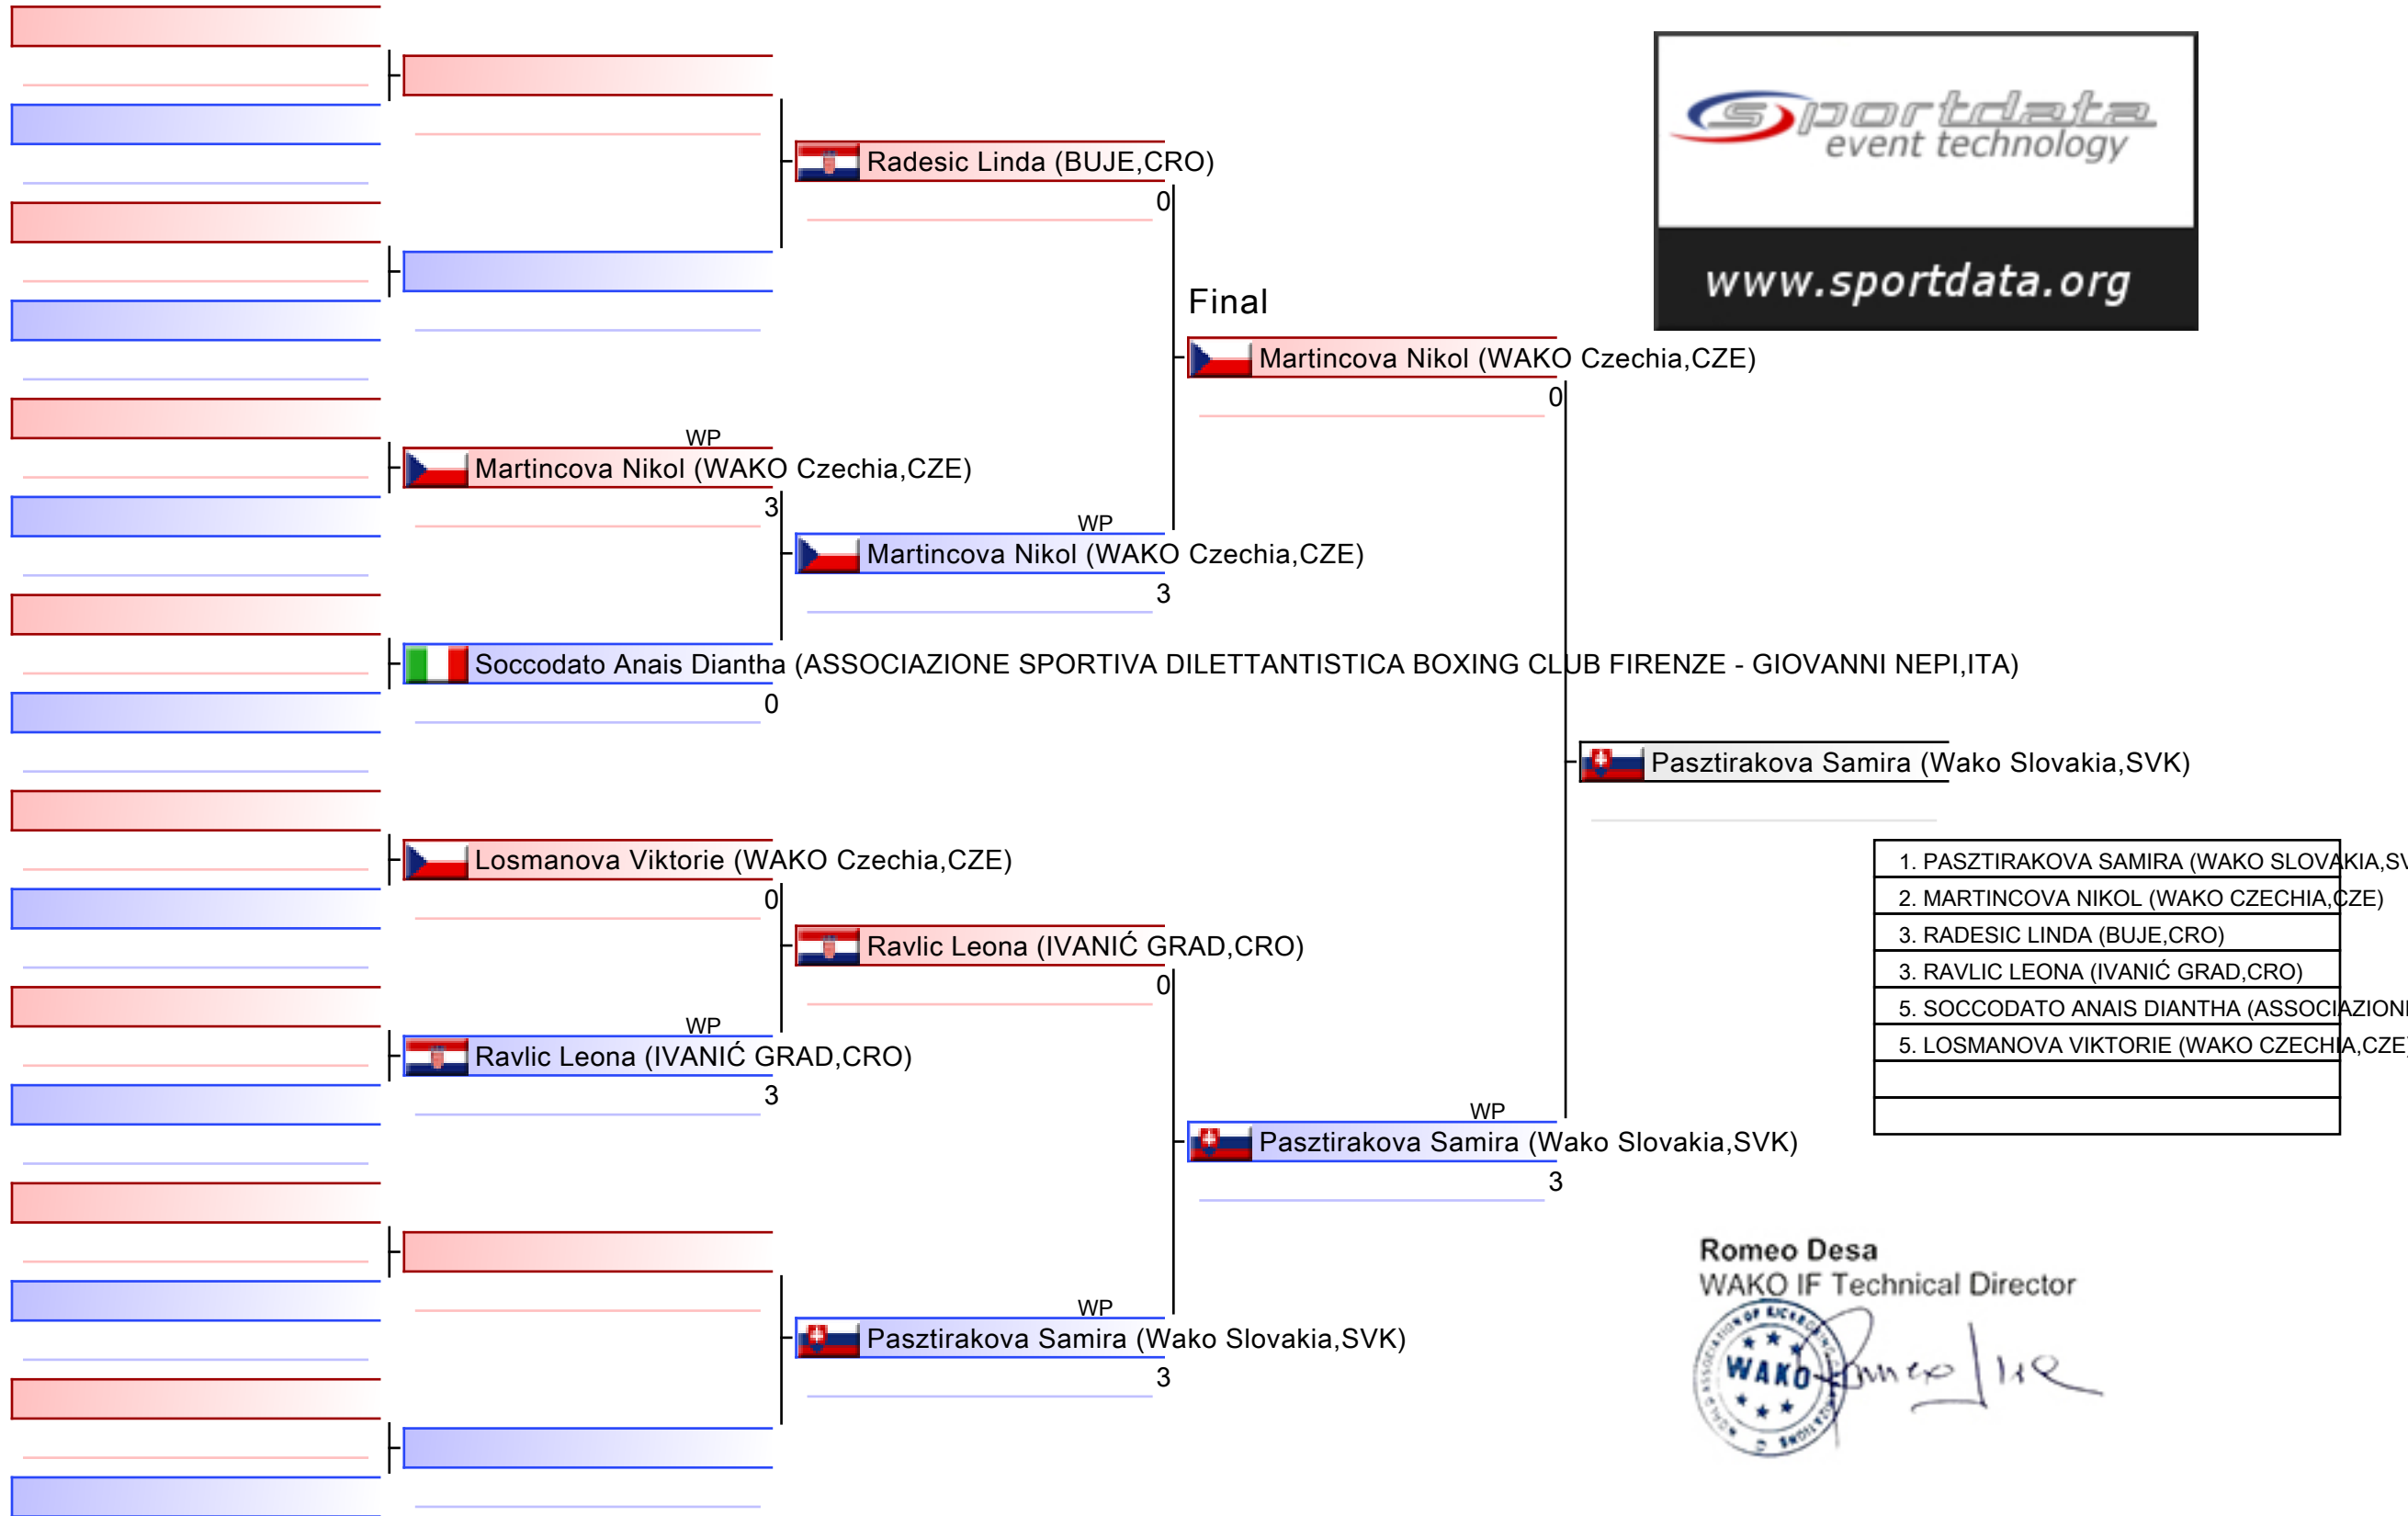 sportdata
event technology
www.sportdata.org
Radesic Linda (BUJE,CRO)
0
Final
Martincova Nikol (WAKO Czechia,CZE)
0
WP
Martincova Nikol (WAKO Czechia,CZE)
3
WP
Martincova Nikol (WAKO Czechia,CZE)
3
Soccodato Anais Diantha (ASSOCIAZIONE SPORTIVA DILETTANTISTICA BOXING CLUB FIRENZE - GIOVANNI NEPI,ITA)
0
Pasztirakova Samira (Wako Slovakia,SVK)
Losmanova Viktorie (WAKO Czechia,CZE)
0
Ravlic Leona (IVANIĆ GRAD,CRO)
0
WP
Ravlic Leona (IVANIĆ GRAD,CRO)
3
WP
Pasztirakova Samira (Wako Slovakia,SVK)
3
WP
Pasztirakova Samira (Wako Slovakia,SVK)
3
1. PASZTIRAKOVA SAMIRA (WAKO SLOVAKIA,SV
2. MARTINCOVA NIKOL (WAKO CZECHIA,CZE)
3. RADESIC LINDA (BUJE,CRO)
3. RAVLIC LEONA (IVANIĆ GRAD,CRO)
5. SOCCODATO ANAIS DIANTHA (ASSOCIAZIONE
5. LOSMANOVA VIKTORIE (WAKO CZECHIA,CZE)
Romeo Desa
WAKO IF Technical Director
WAKO